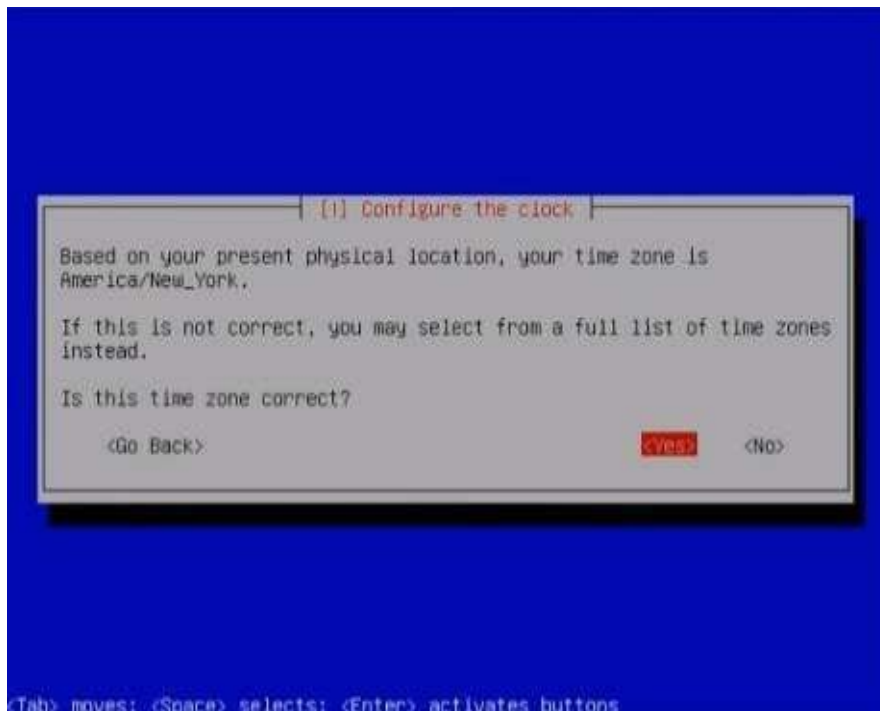 [!] Configure the clock
Based on your present physical location, your time zone is
America/New_York.
If this is not correct, you may select from a full list of time zones
instead.
Is this time zone correct?
<Go Back> <Yes> <No>
<Tab> moves; <Space> selects; <Enter> activates buttons